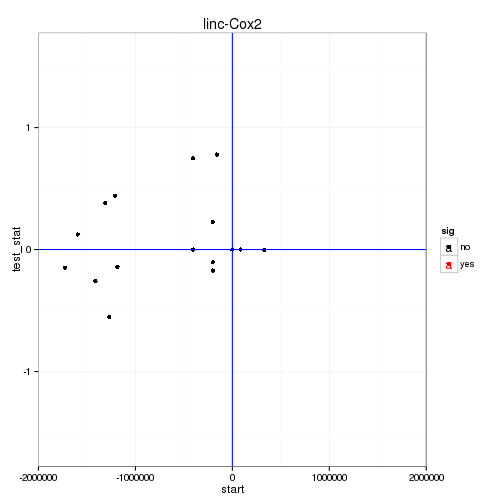 linc-Cox2
1
0
-1
test_stat
-2000000 -1000000 0 1000000 2000000
start
sig
a no
a yes